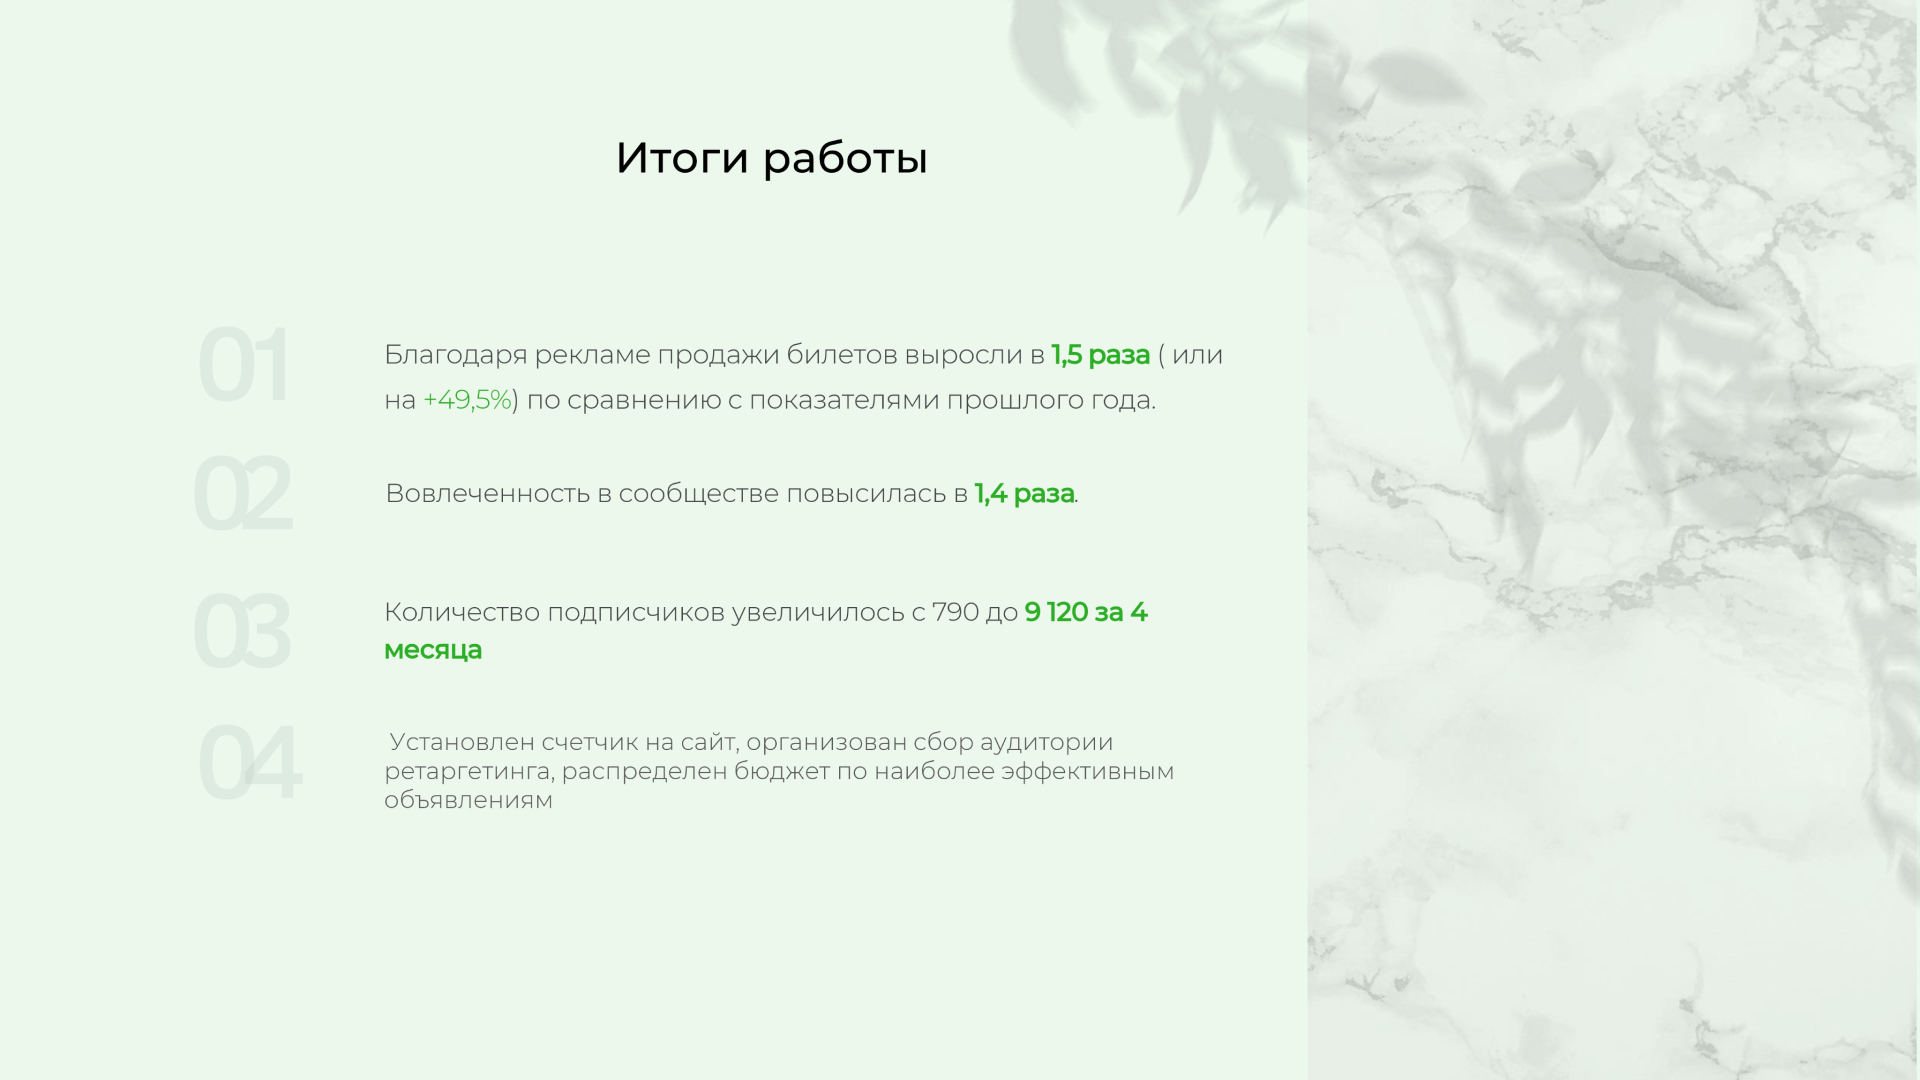 Итоги работы
01
Благодаря рекламе продажи билетов выросли в 1,5 раза ( или
на +49,5%) по сравнению с показателями прошлого года.
02
Вовлеченность в сообществе повысилась в 1,4 раза.
03
Количество подписчиков увеличилось с 790 до 9 120 за 4
месяца
04
Установлен счетчик на сайт, организован сбор аудитории
ретаргетинга, распределен бюджет по наиболее эффективным
объявлениям